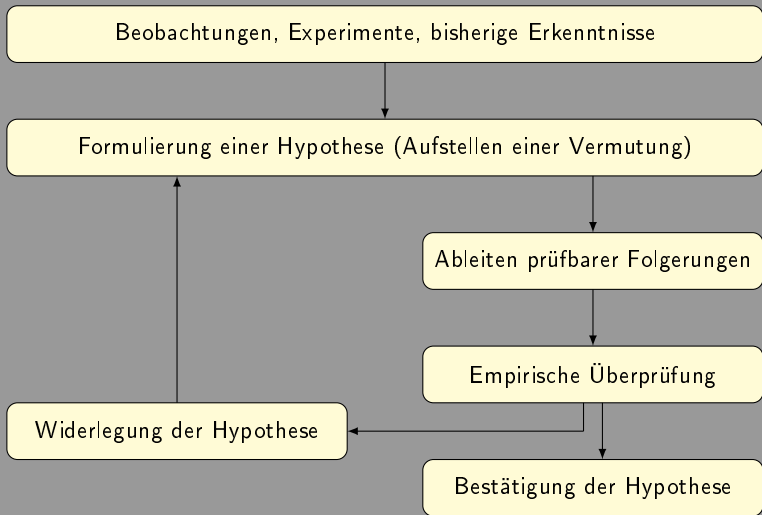 Beobachtungen, Experimente, bisherige Erkenntnisse
Formulierung einer Hypothese (Aufstellen einer Vermutung)
Ableiten prüfbarer Folgerungen
Empirische Überprüfung
Widerlegung der Hypothese
Bestätigung der Hypothese